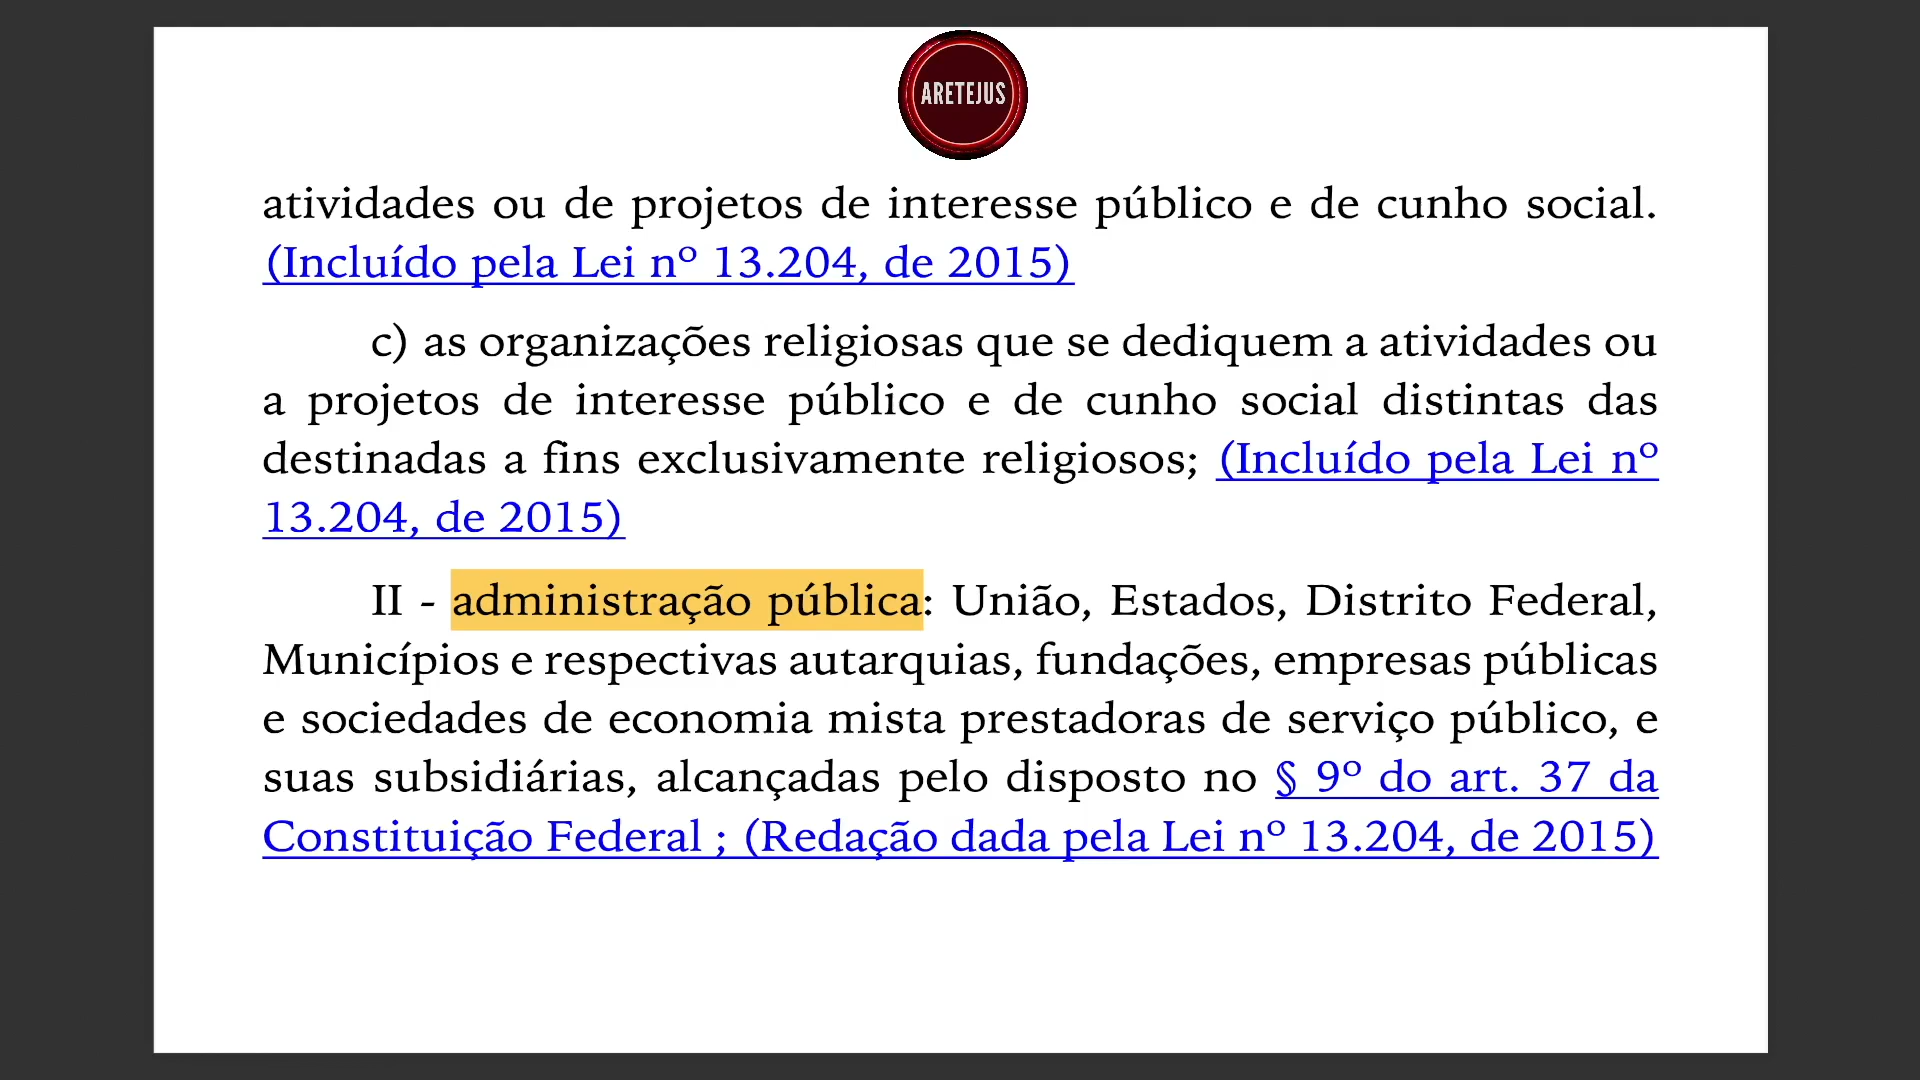 ARETEJUS
atividades ou de projetos de interesse público e de cunho social.
(Incluído pela Lei nº 13.204, de 2015)
c) as organizações religiosas que se dediquem a atividades ou
a projetos de interesse público e de cunho social distintas das
destinadas a fins exclusivamente religiosos; (Incluído pela Lei nº
13.204, de 2015)
II - administração pública: União, Estados, Distrito Federal,
Municípios e respectivas autarquias, fundações, empresas públicas
e sociedades de economia mista prestadoras de serviço público, e
suas subsidiárias, alcançadas pelo disposto no § 9º do art. 37 da
Constituição Federal ; (Redação dada pela Lei nº 13.204, de 2015)